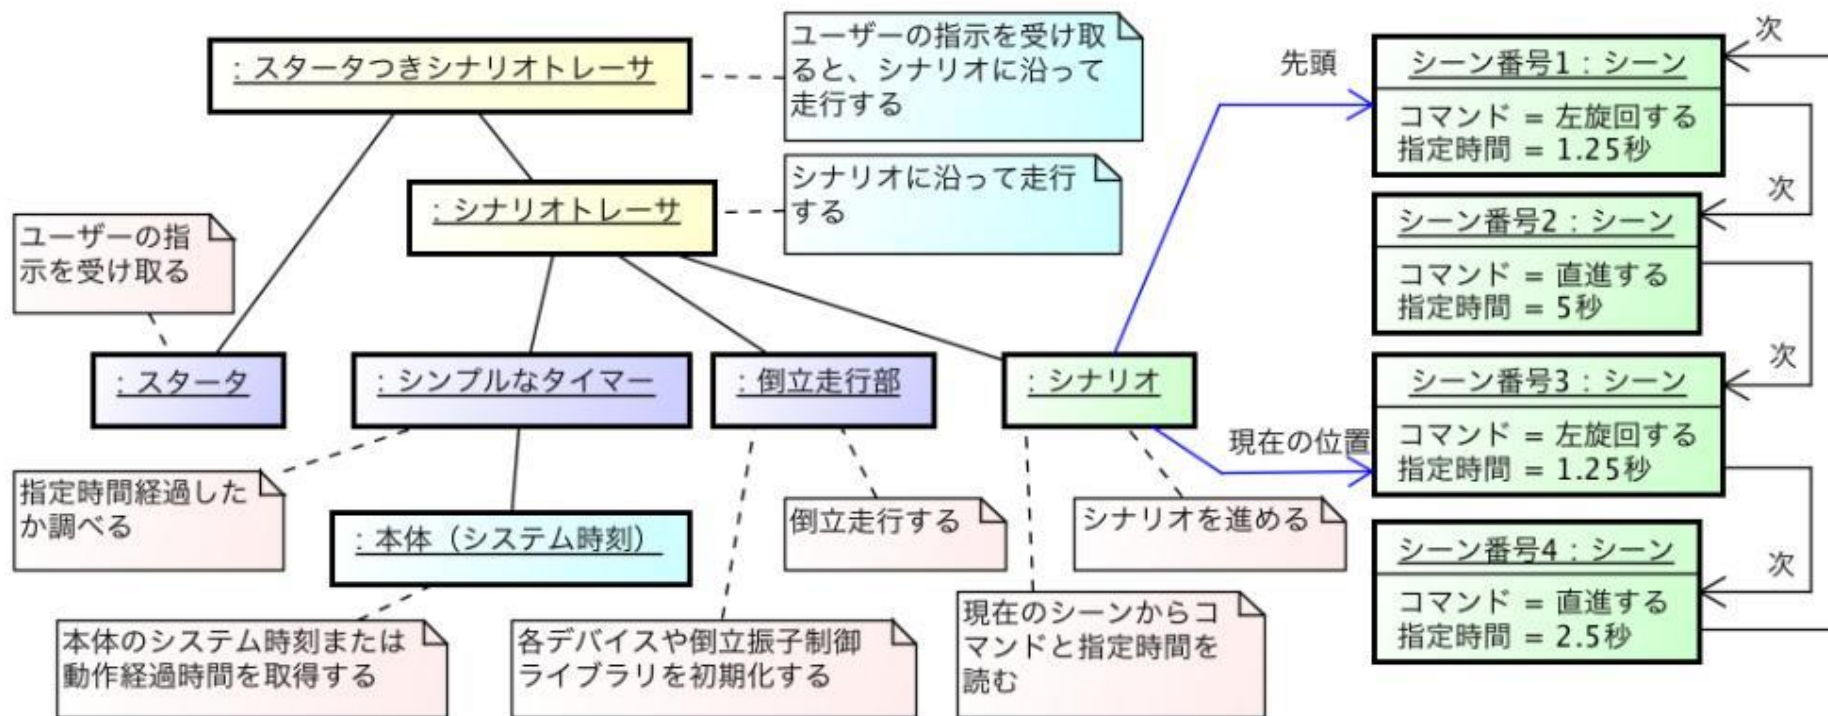 : スタータつきシナリオトレーサ
ユーザーの指示を受け取
ると、シナリオに沿って
走行する
: シナリオトレーサ
シナリオに沿って走行
する
ユーザーの指
示を受け取る
: スタータ
: シンプルなタイマー
: 倒立走行部
: シナリオ
指定時間経過した
か調べる
: 本体（システム時刻）
倒立走行する
シナリオを進める
本体のシステム時刻または
動作経過時間を取得する
各デバイスや倒立振子制御
ライブラリを初期化する
現在のシーンからコ
マンドと指定時間を
読む
先頭
現在の位置
シーン番号1 : シーン
コマンド = 左旋回する
指定時間 = 1.25秒
次
次
シーン番号2 : シーン
コマンド = 直進する
指定時間 = 5秒
次
シーン番号3 : シーン
コマンド = 左旋回する
指定時間 = 1.25秒
次
シーン番号4 : シーン
コマンド = 直進する
指定時間 = 2.5秒